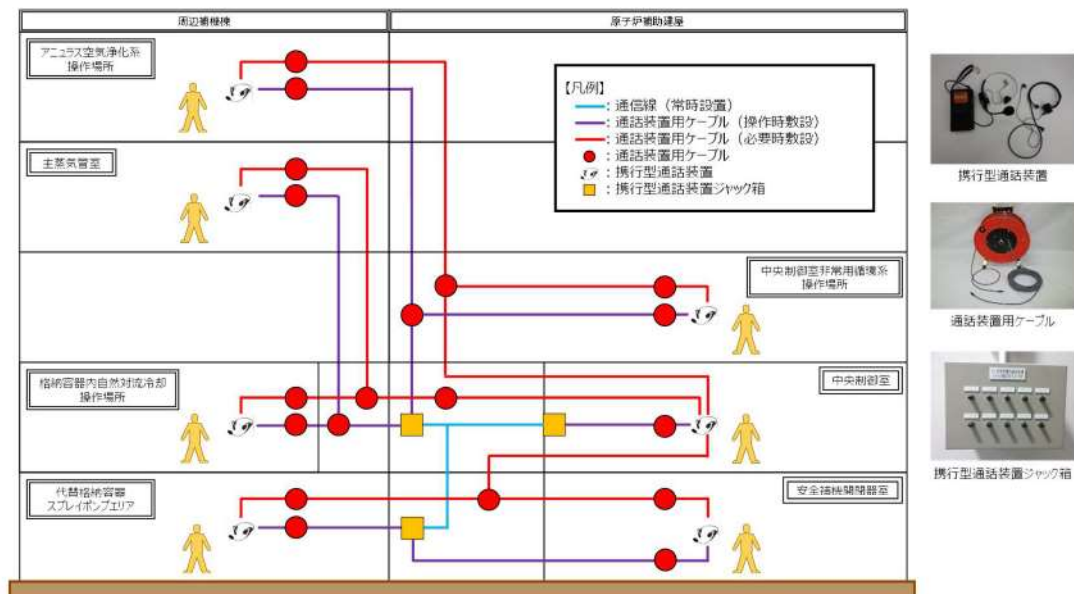 周辺補機棟
原子炉補助建屋
アニュラス空気浄化系
操作場所
【凡例】
：通信線（常時設置）
：通話装置用ケーブル（操作時敷設）
：通話装置用ケーブル（必要時敷設）
：通話装置用ケーブル
：携行型通話装置
：携行型通話装置ジャック箱
主蒸気管室
中央制御室非常用循環系
操作場所
格納容器内自然対流冷却
操作場所
中央制御室
代替格納容器
スプレイポンプエリア
安全補機開閉器室
携行型通話装置
通話装置用ケーブル
携行型通話装置ジャック箱